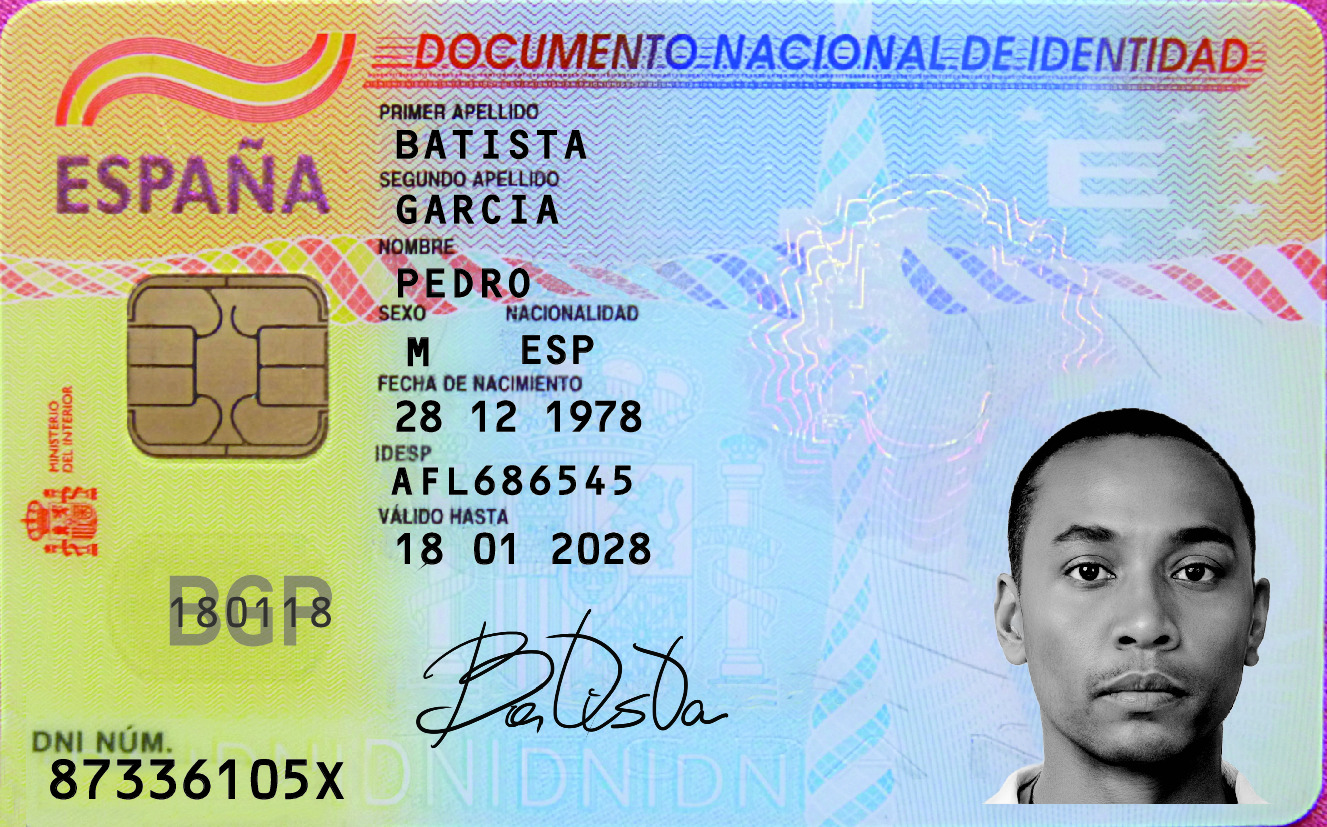 DOCUMENTO NACIONAL DE IDENTIDAD
ESPAÑA
PRIMER APELLIDO
BATISTA
SEGUNDO APELLIDO
GARCIA
NOMBRE
PEDRO
SEXO NACIONALIDAD
M ESP
FECHA DE NACIMIENTO
28 12 1978
IDESP
AFL686545
VÁLIDO HASTA
18 01 2028
MINISTERIO
DEL INTERIOR
E
BGP
180118
Batista
DNI NÚM.
87336105X
DNIDNIDNIDNI